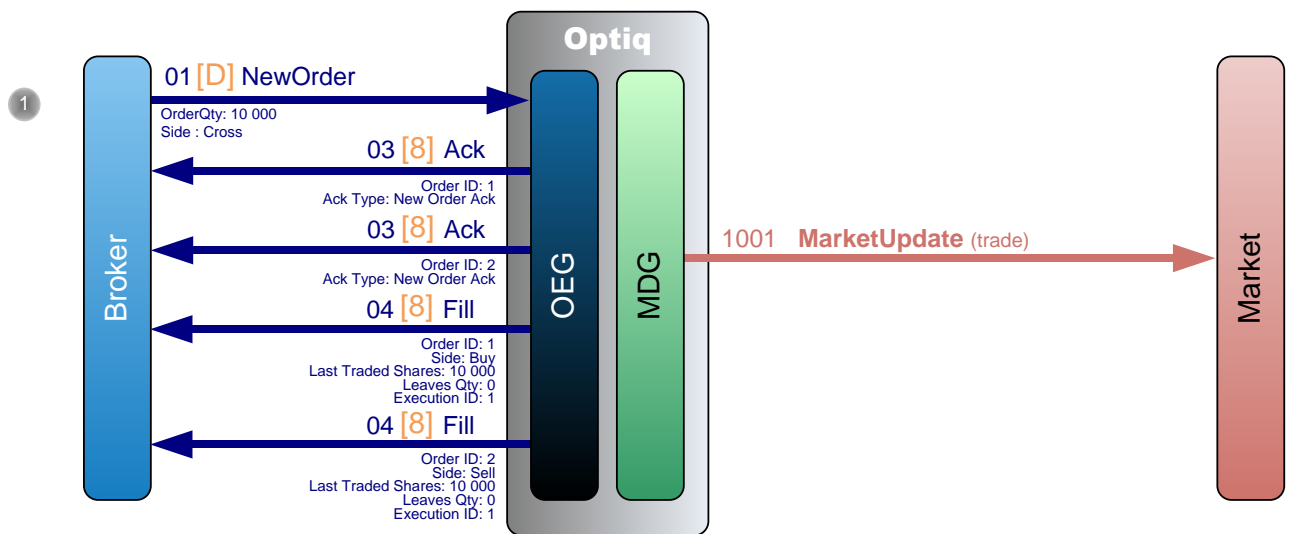 Optiq
1
01 [D] NewOrder
OrderQty: 10 000
Side : Cross
03 [8] Ack
Order ID: 1
Ack Type: New Order Ack
03 [8] Ack
Order ID: 2
Ack Type: New Order Ack
04 [8] Fill
Order ID: 1
Side: Buy
Last Traded Shares: 10 000
Leaves Qty: 0
Execution ID: 1
04 [8] Fill
Order ID: 2
Side: Sell
Last Traded Shares: 10 000
Leaves Qty: 0
Execution ID: 1
Broker
OEG
MDG
1001 MarketUpdate (trade)
Market